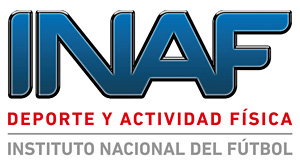 INAF
DEPORTE Y ACTIVIDAD FÍSICA
INSTITUTO NACIONAL DEL FÚTBOL